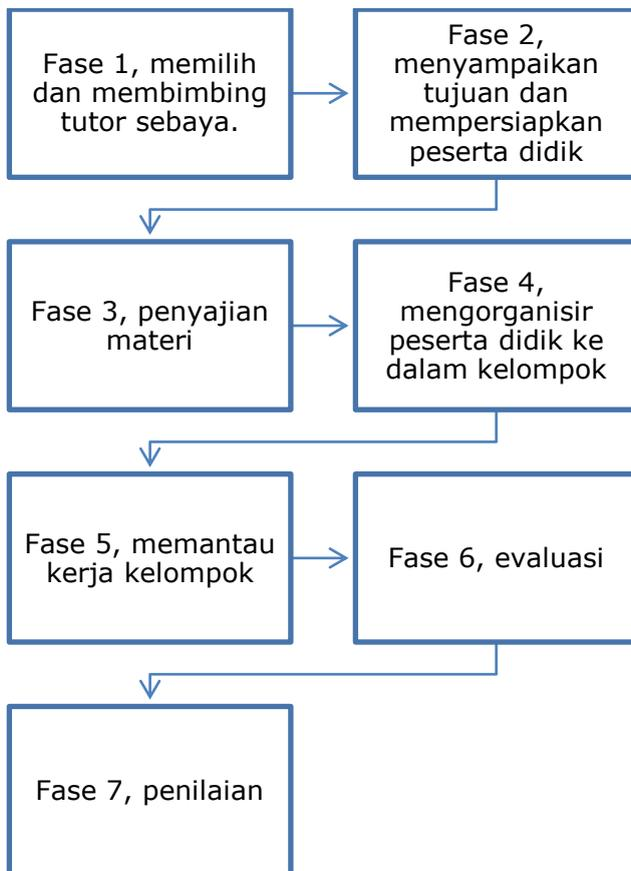 Fase 1, memilih
dan membimbing
tutor sebaya.
Fase 2,
menyampaikan
tujuan dan
mempersiapkan
peserta didik
Fase 3, penyajian
materi
Fase 4,
mengorganisir
peserta didik ke
dalam kelompok
Fase 5, memantau
kerja kelompok
Fase 6, evaluasi
Fase 7, penilaian